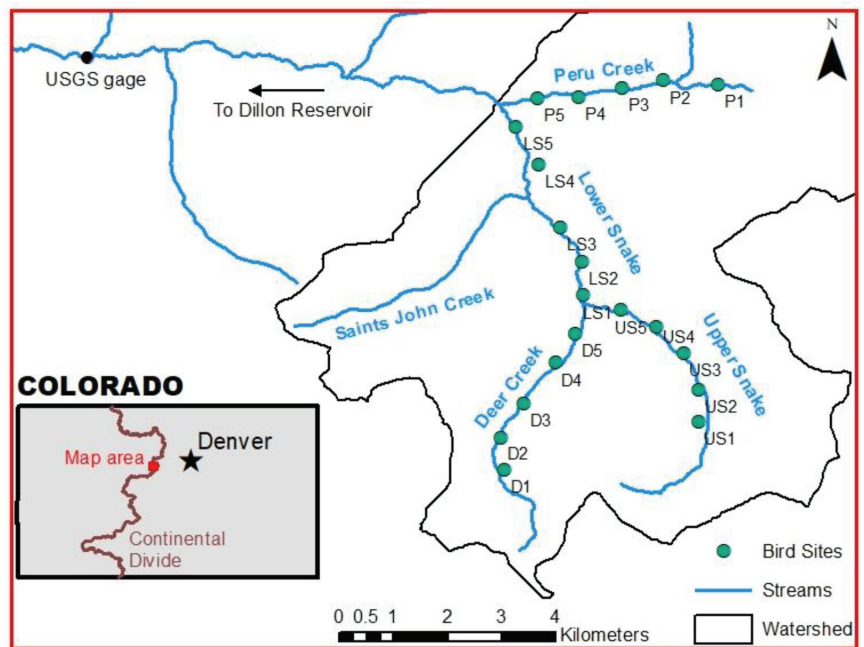 N
USGS gage
To Dillon Reservoir
Peru Creek
P5
P4
P3
P2
P1
LS5
LS4
Lower Snake
LS3
LS2
LS1
Saints John Creek
US5
US4
US3
US2
US1
Upper Snake
D5
D4
D3
D2
D1
Deer Creek
COLORADO
Denver
Map area
Continental
Divide
Bird Sites
Streams
Watershed
0 0.5 1 2 3 4
Kilometers